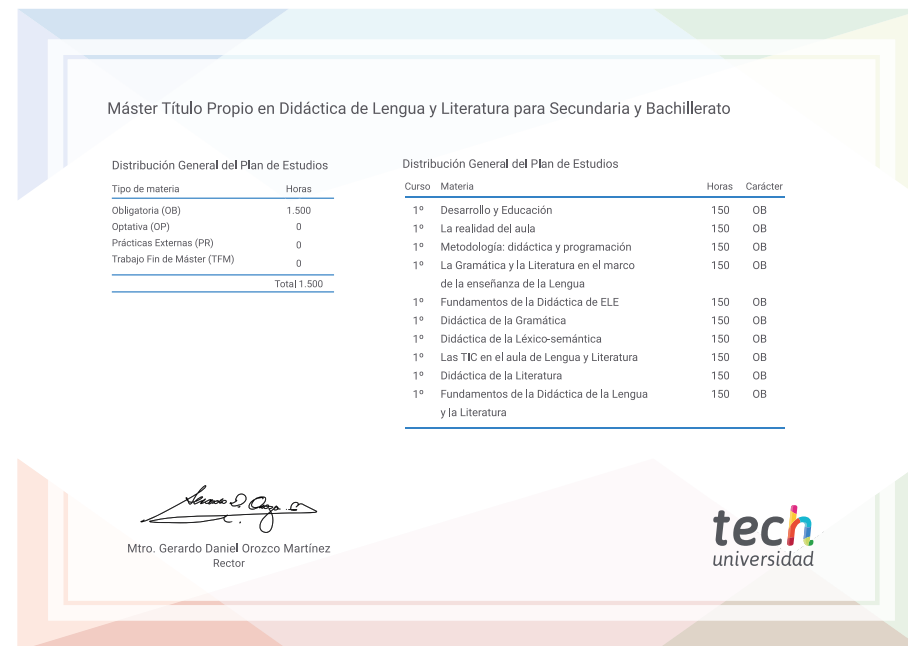 Máster Título Propio en Didáctica de Lengua y Literatura para Secundaria y Bachillerato
Distribución General del Plan de Estudios
Tipo de materia Horas
Obligatoria (OB) 1.500
Optativa (OP) 0
Prácticas Externas (PR) 0
Trabajo Fin de Máster (TFM) 0
Total 1.500
Distribución General del Plan de Estudios
Curso Materia Horas Carácter
1º Desarrollo y Educación 150 OB
1º La realidad del aula 150 OB
1º Metodología: didáctica y programación 150 OB
1º La Gramática y la Literatura en el marco 150 OB
de la enseñanza de la Lengua
1º Fundamentos de la Didáctica de ELE 150 OB
1º Didáctica de la Gramática 150 OB
1º Didáctica de la Léxico-semántica 150 OB
1º Las TIC en el aula de Lengua y Literatura 150 OB
1º Didáctica de la Literatura 150 OB
1º Fundamentos de la Didáctica de la Lengua 150 OB
y la Literatura
Mtro. Gerardo Daniel Orozco Martínez
Rector
tech
universidad